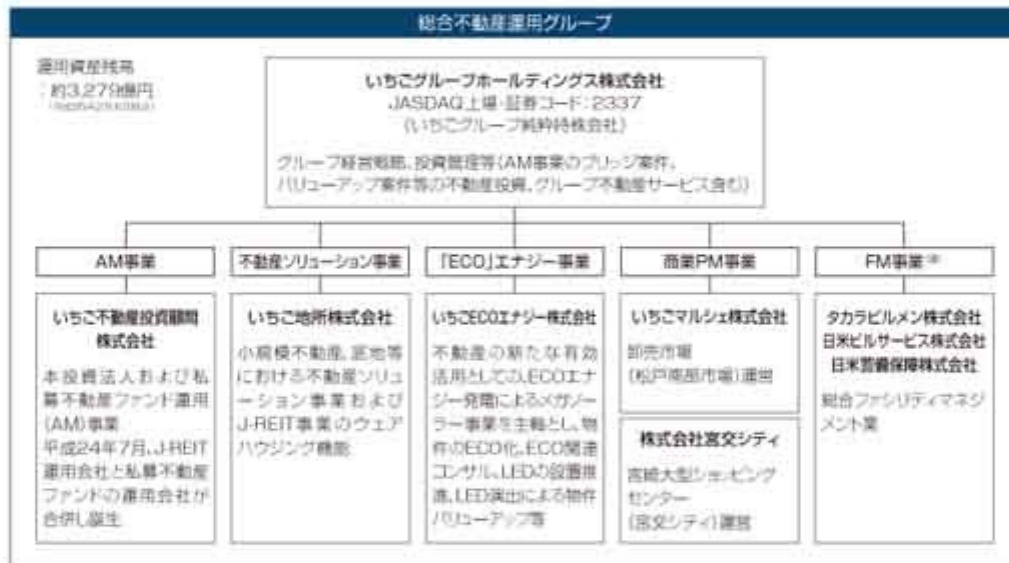 総合不動産運用グループ
運用資産残高
：約3,279億円
いちごグループホールディングス株式会社
JASDAQ上場・証券コード：2337
（いちごグループ純粋持株会社）
グループ経営戦略、投資管理等（AM事業のブリッジ案件、
バリューアップ案件等の不動産投資、グループ不動産サービス含む）
AM事業
いちご不動産投資顧問
株式会社
本投資法人および私
募不動産ファンド運用
（AM）事業
平成24年7月、J-REIT
運用会社と私募不動産
ファンドの運用会社が
合併し誕生
不動産ソリューション事業
いちご地所株式会社
小規模不動産、底地等
における不動産ソリュ
ーション事業および
J-REIT事業のウェア
ハウジング機能
「ECO」エナジー事業
いちごECOエナジー株式会社
不動産の新たな有効
活用としての、ECOエナ
ジー発電によるメガソー
ラー事業を主軸とし、物
件のECO化、ECO関連
コンサル、LEDの設置推
進、LED演出による物件
バリューアップ等
商業PM事業
いちごマルシェ株式会社
卸売市場
（松戸南部市場）運営
株式会社宮交シティ
宮崎大型ショッピング
センター
（宮交シティ）運営
FM事業※
タカラビルメン株式会社
日米ビルサービス株式会社
日米警備保障株式会社
総合ファシリティマネジ
メント業